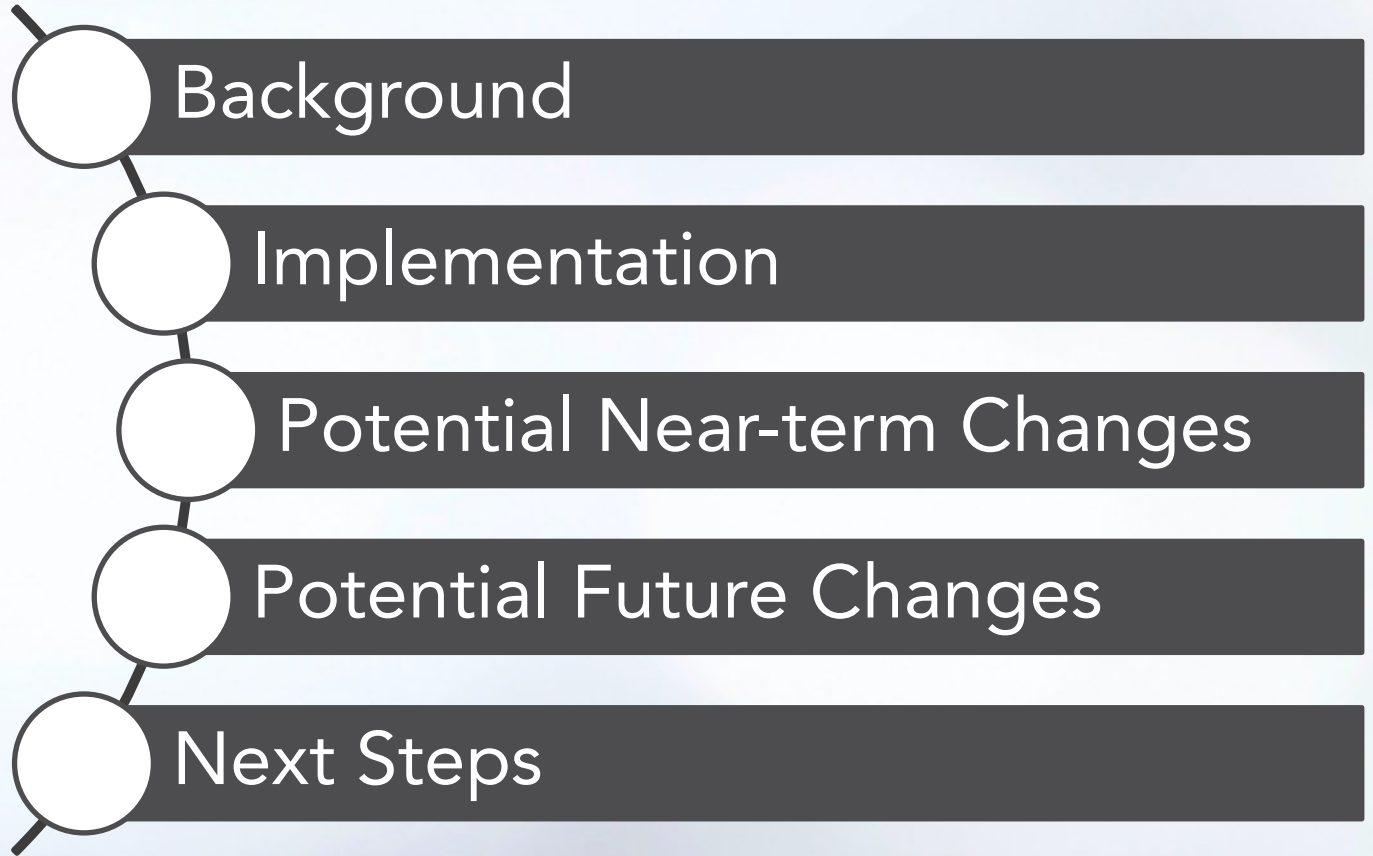 Background
Implementation
Potential Near-term Changes
Potential Future Changes
Next Steps